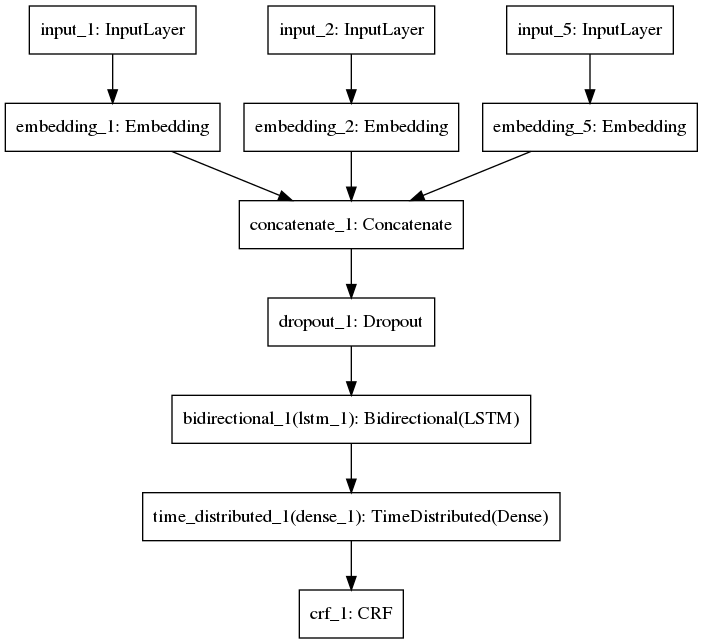 input_1: InputLayer
input_2: InputLayer
input_5: InputLayer
embedding_1: Embedding
embedding_2: Embedding
embedding_5: Embedding
concatenate_1: Concatenate
dropout_1: Dropout
bidirectional_1(lstm_1): Bidirectional(LSTM)
time_distributed_1(dense_1): TimeDistributed(Dense)
crf_1: CRF